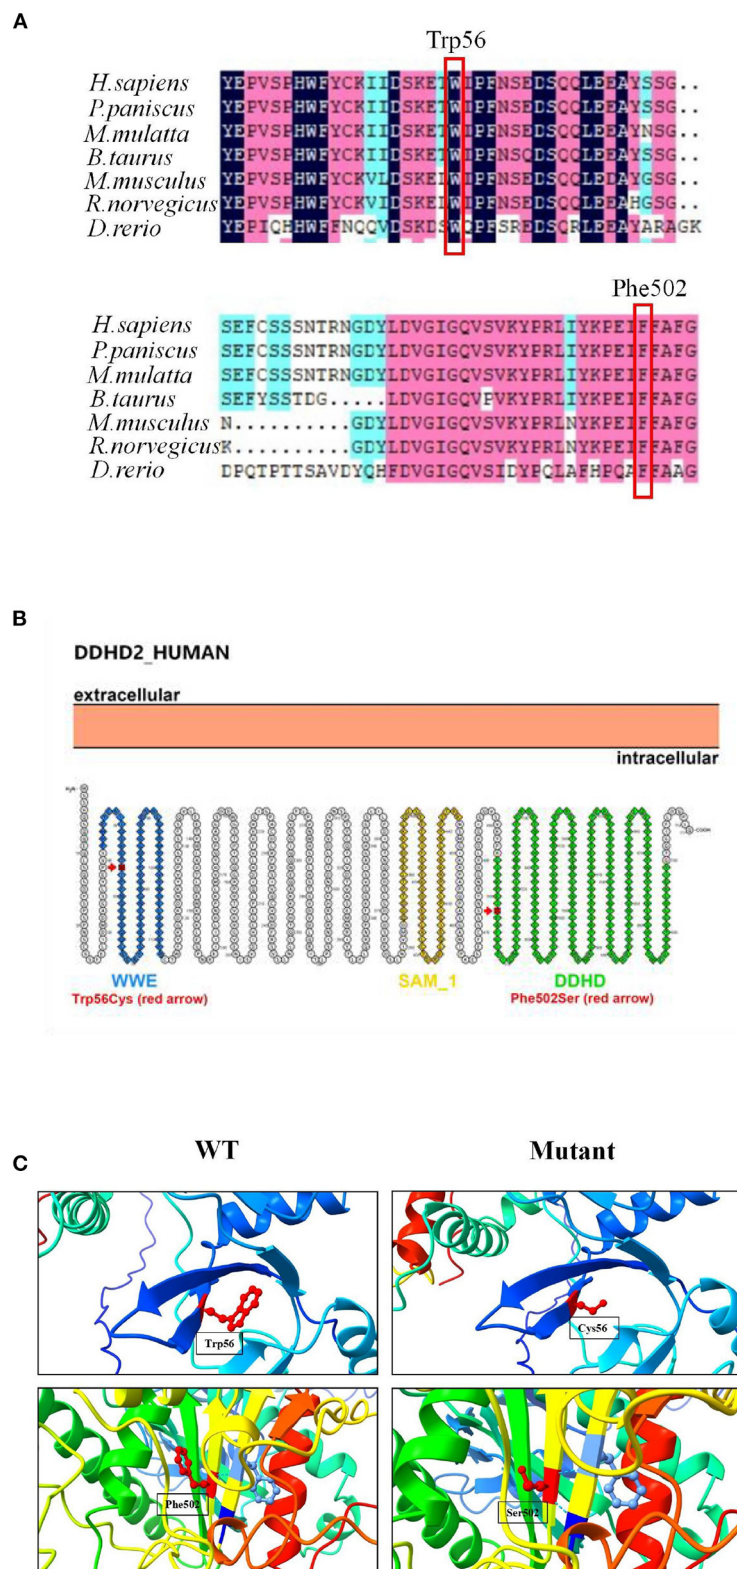 A
Trp56
H.sapiens YEPVSPHWFYCKIIDSKETWIPFNSEDSQQLEEAYSSG..
P.paniscus YEPVSPHWFYCKIIDSKETWIPFNSEDSQQLEEAYSSG..
M.mulatta YEPVSPHWFYCKIIDSKETWIPFNSEDSQQLEEAYNSG..
B.taurus YEPVSPHWFYCKIIDSKETWIPFNSQDSQQLEEAYSSG..
M.musculus YEPVSPHWFYCKVLDSKEIWIPFNSEDSQQLEEAYGSG..
R.norvegicus YEPVSPHWFYCKVIDSKEIWIPFNSEDSQQLEEAHGSG..
D.rerio YEPIQHHWFFNQQVDSKDSWQPFSREDSQRLEEAYARAGK
Phe502
H.sapiens SEFCSSSNTRNGDYLDVGIGQVSVKYPRLIYKPEIFFAFG
P.paniscus SEFCSSSNTRNGDYLDVGIGQVSVKYPRLIYKPEIFFAFG
M.mulatta SEFCSSSNTRNGDYLDVGIGQVSVKYPRLIYKPEIFFAFG
B.taurus SEFYSSTDG.....LDVGIGQVPVKYPRLIYKPEIFFAFG
M.musculus N..........GDYLDVGIGQVSVKYPRLNYKPEIFFAFG
R.norvegicus K..........GDYLDVGIGQVSVKYPRLNYKPEIFFAFG
D.rerio DPQTPTTSAVDYQHFDVGIGQVSIDYPQLAFHPQAFFAAG
B
DDHD2_HUMAN
extracellular
intracellular
WWE SAM_1 DDHD
Trp56Cys (red arrow) Phe502Ser (red arrow)
C
WT Mutant
Trp56 Cys56
Phe502 Ser502